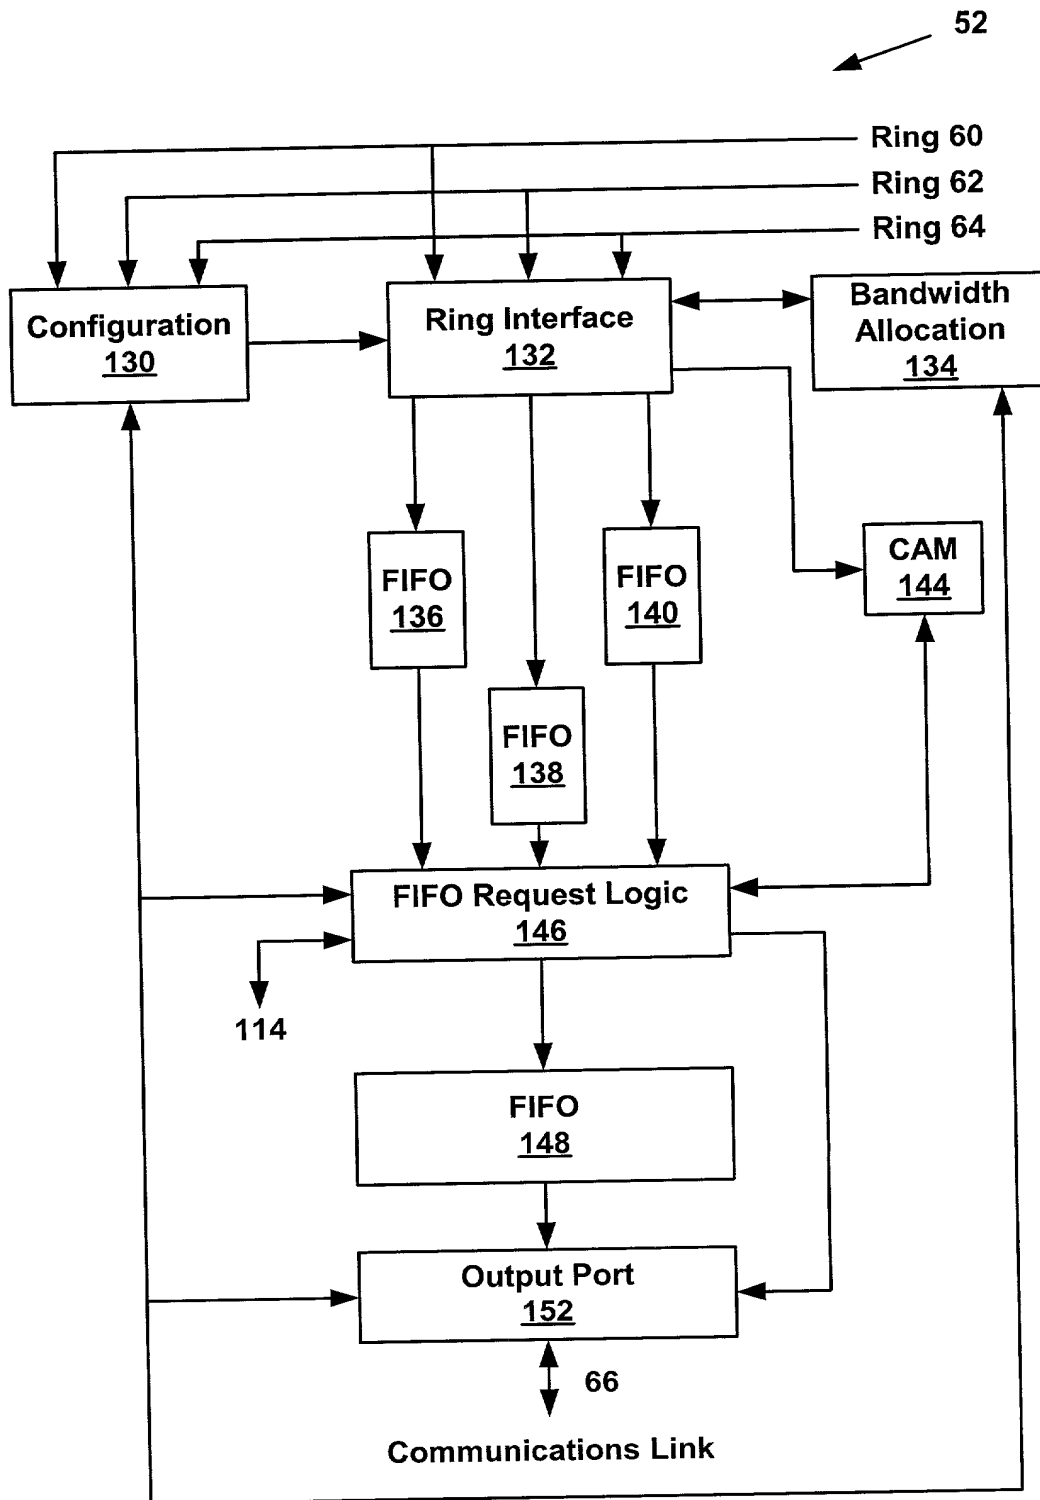 52
Ring 60
Ring 62
Ring 64
Configuration
130
Ring Interface
132
Bandwidth
Allocation
134
FIFO
136
FIFO
140
CAM
144
FIFO
138
FIFO Request Logic
146
114
FIFO
148
Output Port
152
66
Communications Link